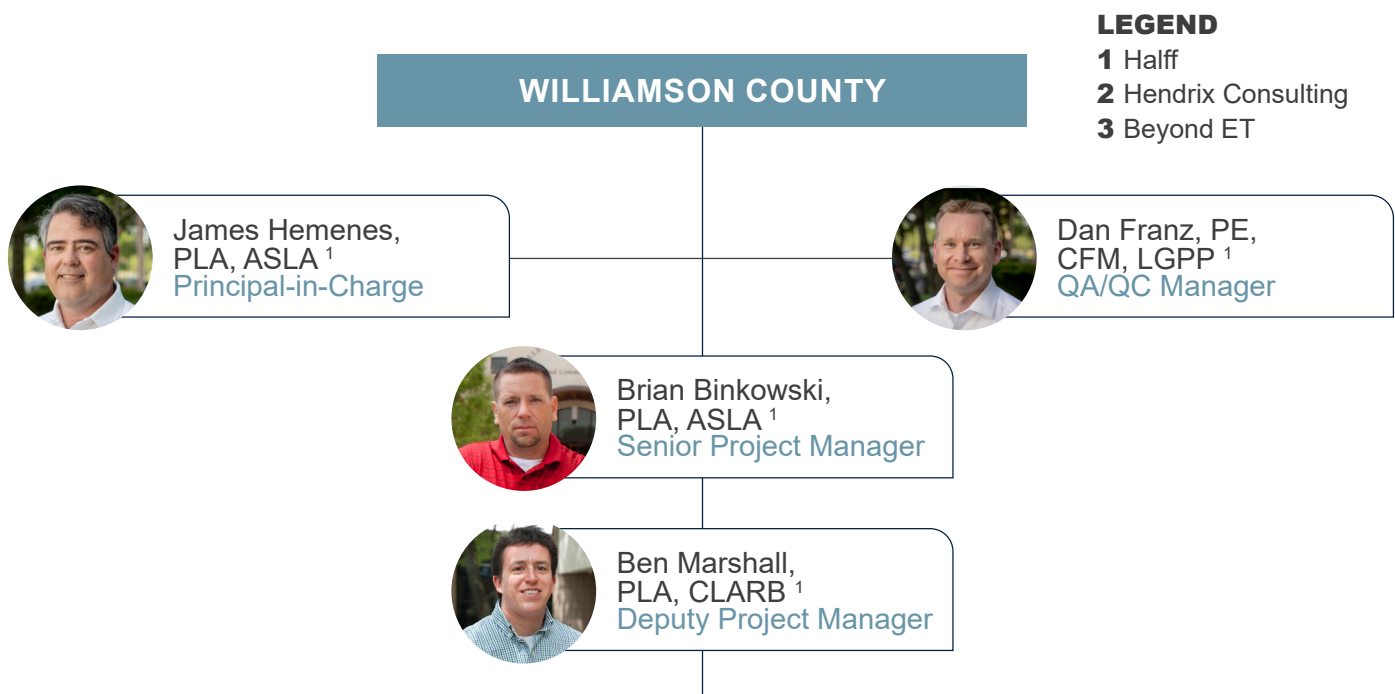 LEGEND
1 Halff
2 Hendrix Consulting
3 Beyond ET
WILLIAMSON COUNTY
James Hemenes,
PLA, ASLA 1
Principal-in-Charge
Dan Franz, PE,
CFM, LGPP 1
QA/QC Manager
Brian Binkowski,
PLA, ASLA 1
Senior Project Manager
Ben Marshall,
PLA, CLARB 1
Deputy Project Manager